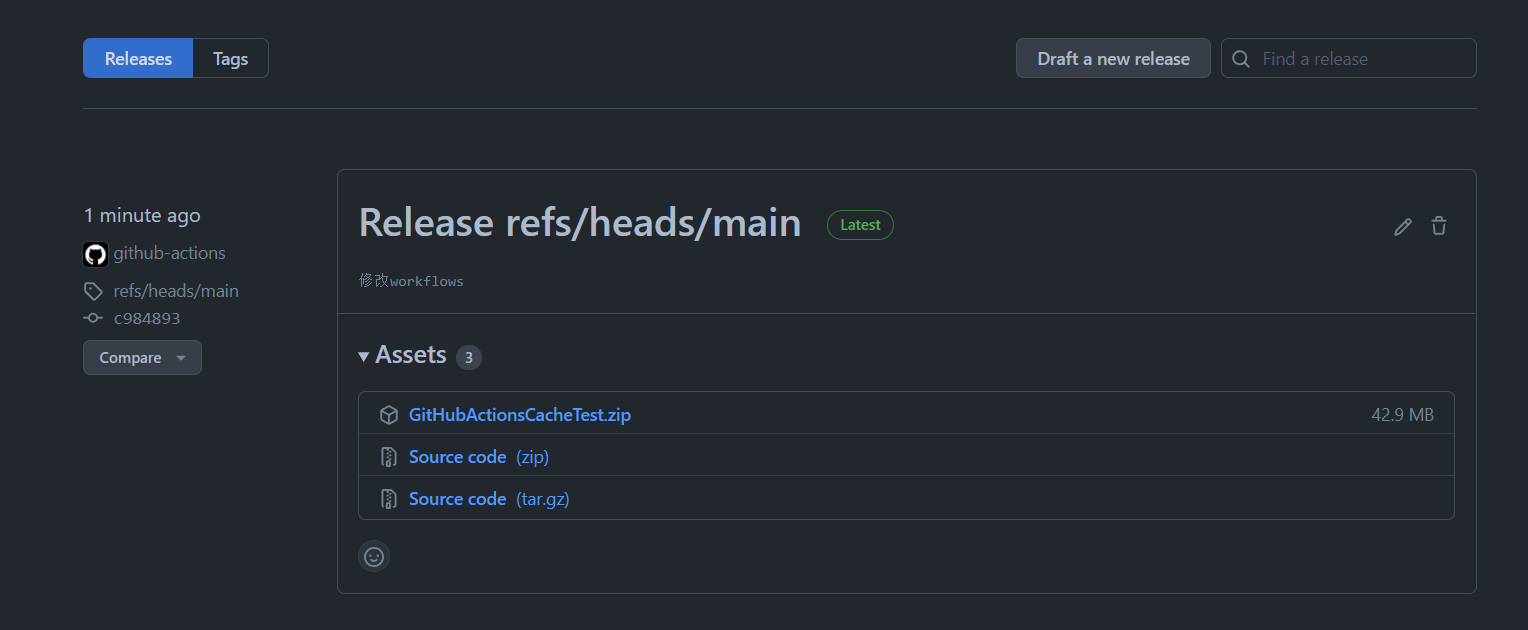 Releases Tags Draft a new release Find a release
1 minute ago
github-actions
refs/heads/main
c984893
Compare
Release refs/heads/main Latest
修改workflows
Assets 3
GitHubActionsCacheTest.zip 42.9 MB
Source code (zip)
Source code (tar.gz)